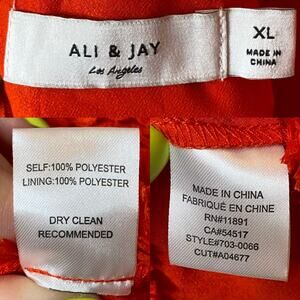 ALI & JAY
Los Angeles
XL
MADE IN
CHINA
SELF:100% POLYESTER
LINING:100% POLYESTER
DRY CLEAN
RECOMMENDED
MADE IN CHINA
FABRIQUÉ EN CHINE
RN#11891
CA#54517
STYLE#703-0066
CUT#A04677